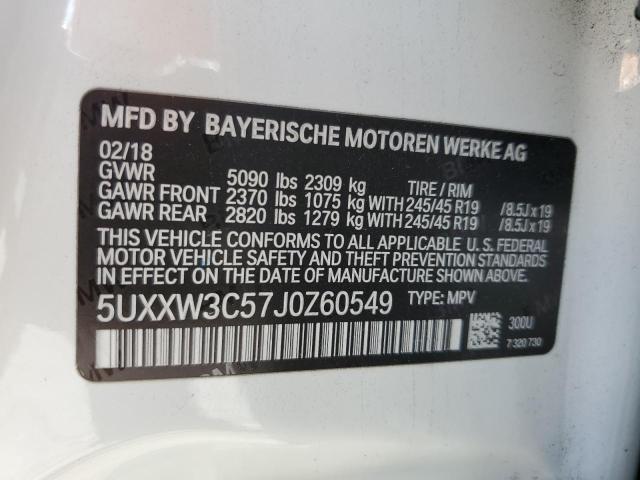 MFD BY BAYERISCHE MOTOREN WERKE AG
02/18
GVWR 5090 lbs 2309 kg TIRE / RIM
GAWR FRONT 2370 lbs 1075 kg WITH 245/45 R19 / 8.5J x 19
GAWR REAR 2820 lbs 1279 kg WITH 245/45 R19 / 8.5J x 19
THIS VEHICLE CONFORMS TO ALL APPLICABLE U. S. FEDERAL
MOTOR VEHICLE SAFETY AND THEFT PREVENTION STANDARDS
IN EFFECT ON THE DATE OF MANUFACTURE SHOWN ABOVE.
5UXXW3C57J0Z60549 TYPE: MPV
300U
7 320 730